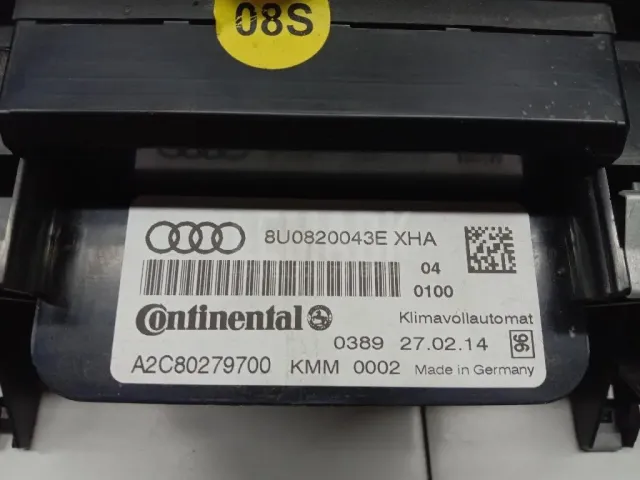 08S
8U0820043E XHA
04
0100
Continental
Klimavollautomat
0389 27.02.14 96
A2C80279700 KMM 0002 Made in Germany